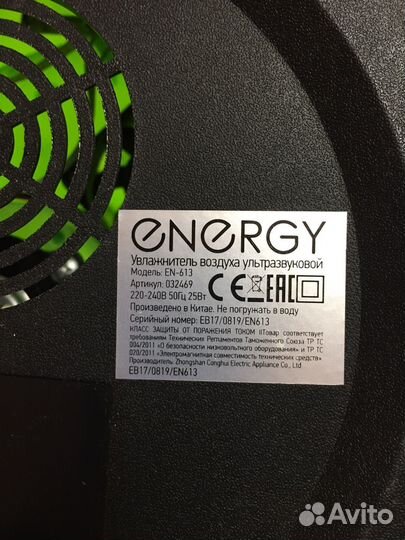 ENERGY
Увлажнитель воздуха ультразвуковой
Модель: EN-613
Артикул: 032469
220-240В 50Гц 25Вт
CE EAC
Произведено в Китае. Не погружать в воду
Серийный номер: EB17/0819/EN613
КЛАСС ЗАЩИТЫ ОТ ПОРАЖЕНИЯ ТОКОМ IIТовар соответствует
требованиям Технических Регламентов Таможенного Союза ТР ТС
004/2011 «О безопасности низковольтного оборудования» и ТР ТС
020/2011 «Электромагнитная совместимость технических средств»
Производитель: Zhongshan Conghui Electric Appliance Co., Ltd
EB17/0819/EN613
Avito